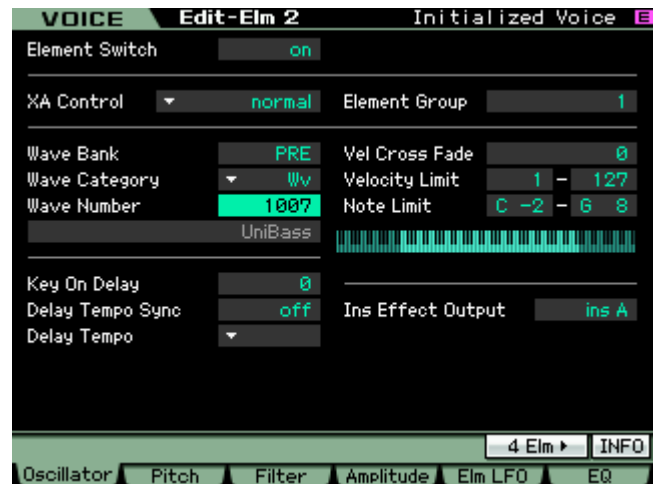 VOICE Edit-Elm 2 Initialized Voice E
Element Switch on
XA Control normal Element Group 1
Wave Bank PRE Vel Cross Fade 0
Wave Category Wv Velocity Limit 1 - 127
Wave Number 1007 Note Limit C -2 - G 8
UniBass
Key On Delay 0
Delay Tempo Sync off Ins Effect Output ins A
Delay Tempo
4 Elm INFO
Oscillator Pitch Filter Amplitude Elm LFO EQ